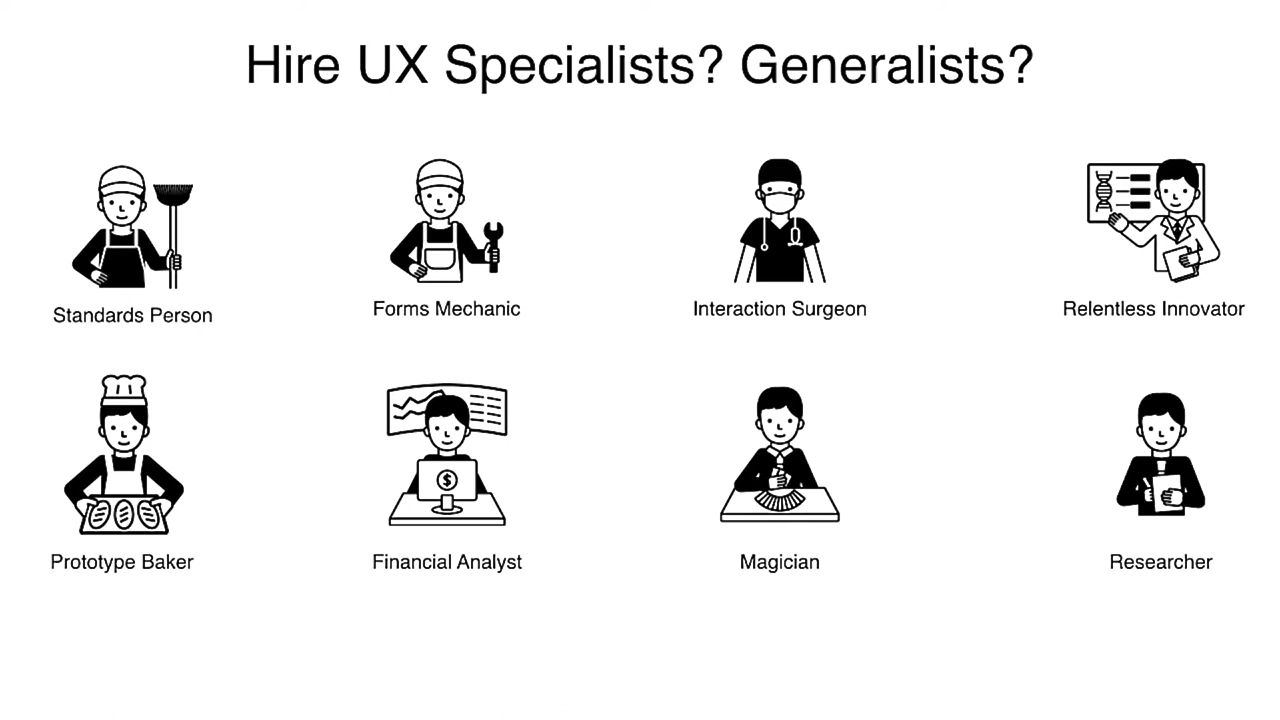 Hire UX Specialists? Generalists?
Standards Person
Forms Mechanic
Interaction Surgeon
Relentless Innovator
$
Prototype Baker
Financial Analyst
Magician
Researcher